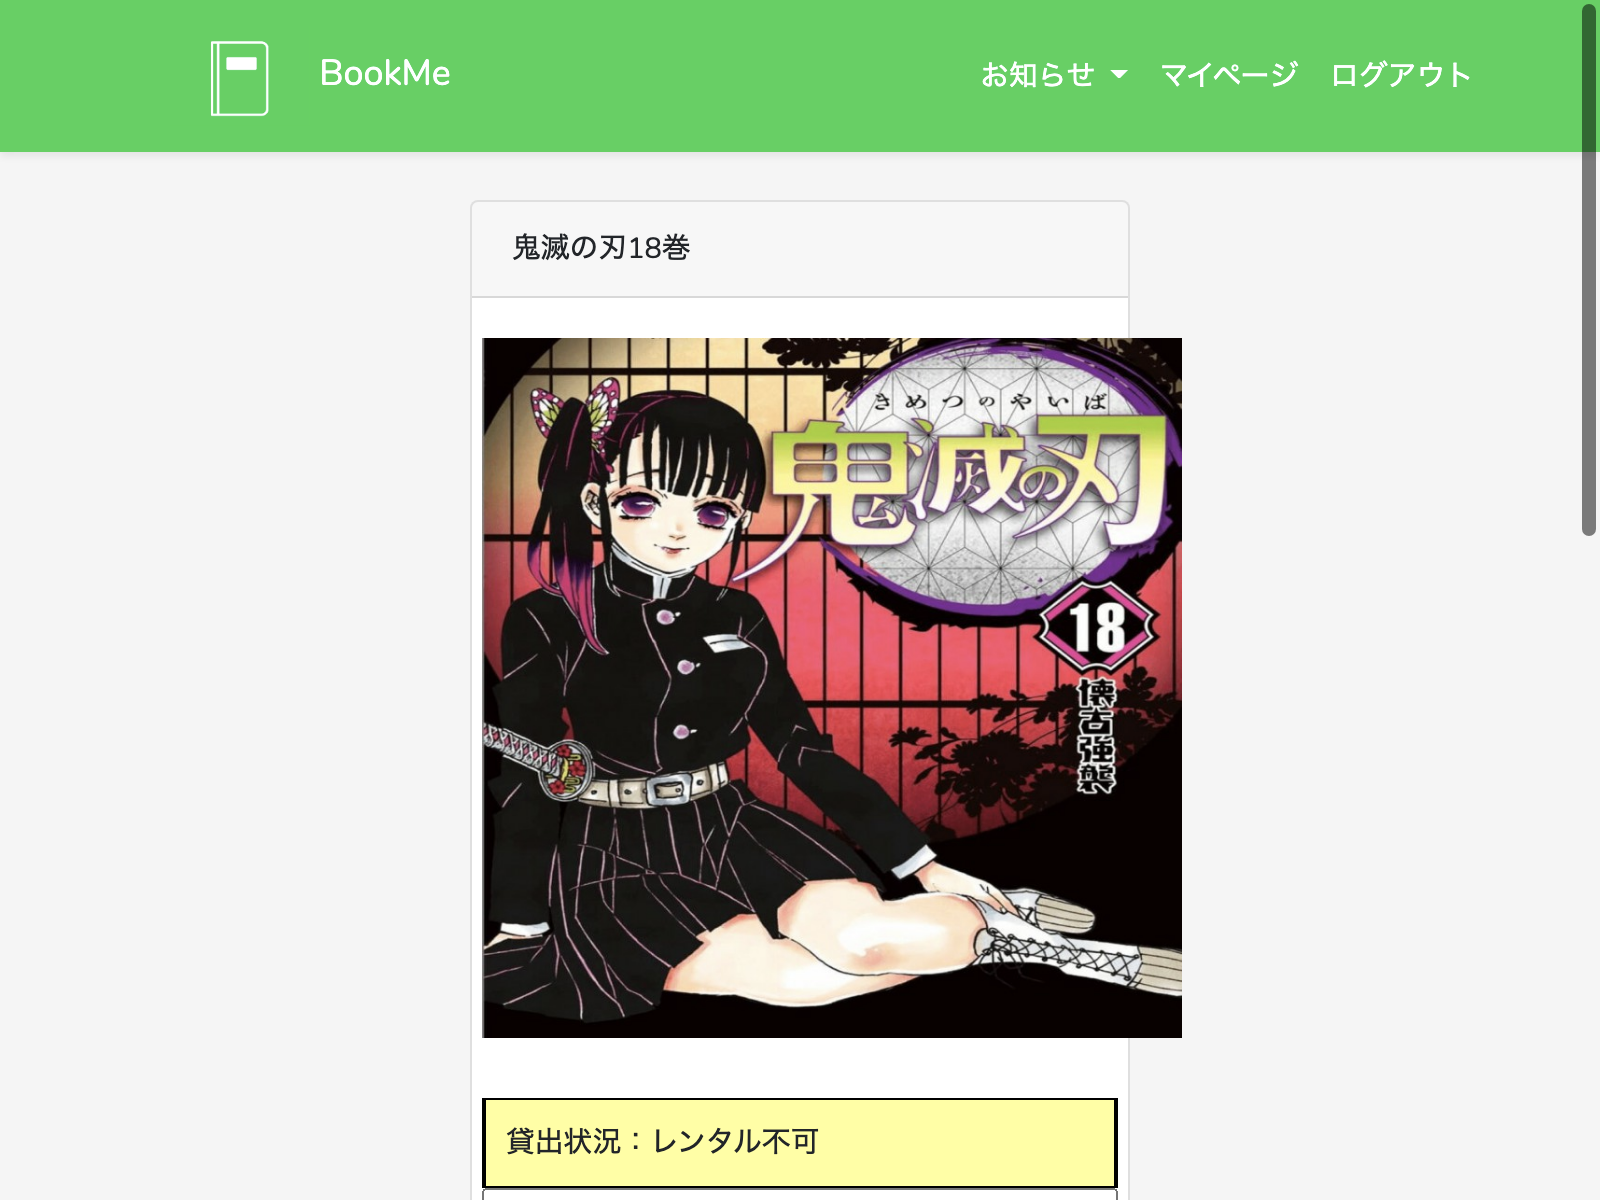 BookMe
お知らせ
マイページ
ログアウト
鬼滅の刃18巻
きめつのやいば
鬼滅の刃
18
懐古強襲
貸出状況：レンタル不可